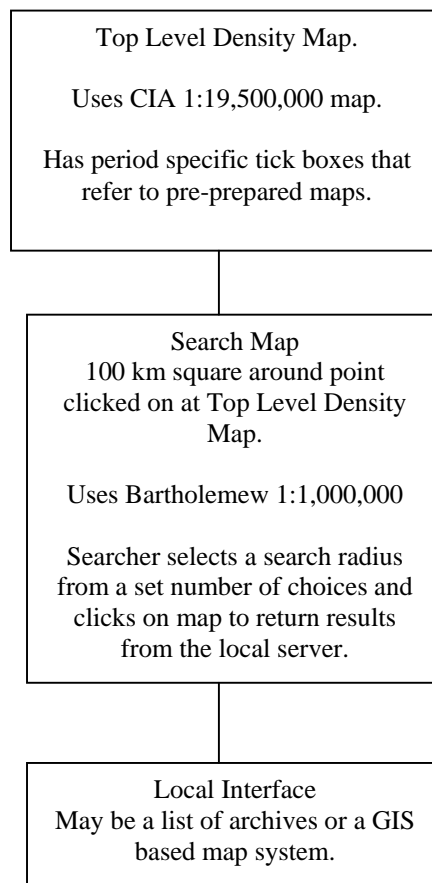 Top Level Density Map.
Uses CIA 1:19,500,000 map.
Has period specific tick boxes that
refer to pre-prepared maps.
Search Map
100 km square around point
clicked on at Top Level Density
Map.
Uses Bartholemew 1:1,000,000
Searcher selects a search radius
from a set number of choices and
clicks on map to return results
from the local server.
Local Interface
May be a list of archives or a GIS
based map system.